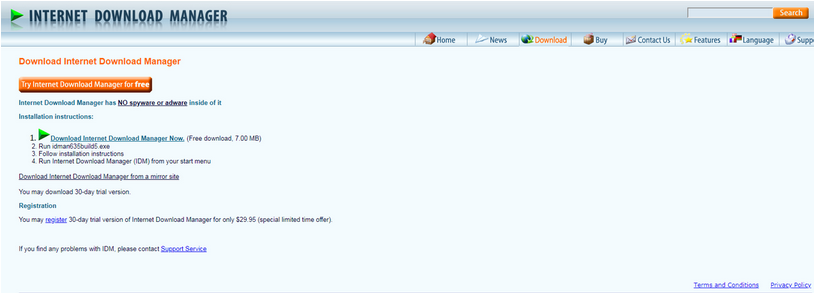 INTERNET DOWNLOAD MANAGER
Search
Home News Download Buy Contact Us Features Language
Download Internet Download Manager
Try Internet Download Manager for free
Internet Download Manager has NO spyware or adware inside of it
Installation instructions:
1. Download Internet Download Manager Now. (Free download, 7.00 MB)
2. Run idman635build5.exe
3. Follow installation instructions
4. Run Internet Download Manager (IDM) from your start menu
Download Internet Download Manager from a mirror site
You may download 30-day trial version.
Registration
You may register 30-day trial version of Internet Download Manager for only $29.95 (special limited time offer).
If you find any problems with IDM, please contact Support Service
Terms and Conditions Privacy Policy